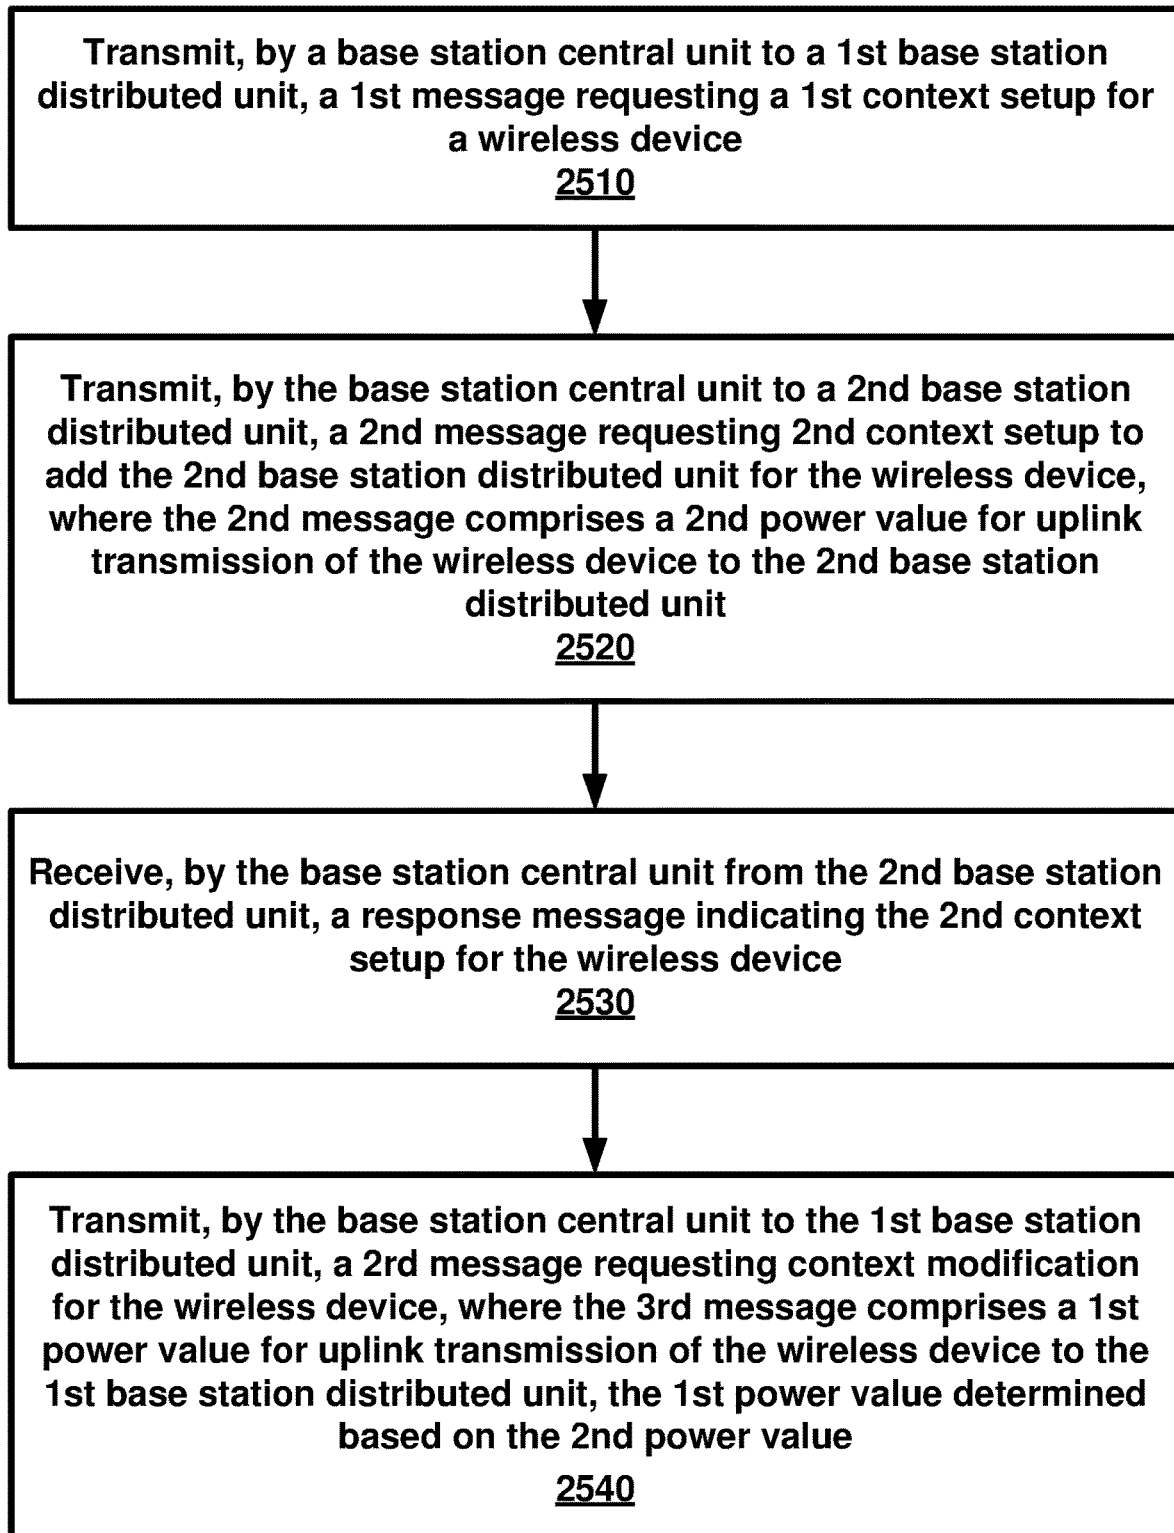 Transmit, by a base station central unit to a 1st base station
distributed unit, a 1st message requesting a 1st context setup for
a wireless device
2510
Transmit, by the base station central unit to a 2nd base station
distributed unit, a 2nd message requesting 2nd context setup to
add the 2nd base station distributed unit for the wireless device,
where the 2nd message comprises a 2nd power value for uplink
transmission of the wireless device to the 2nd base station
distributed unit
2520
Receive, by the base station central unit from the 2nd base station
distributed unit, a response message indicating the 2nd context
setup for the wireless device
2530
Transmit, by the base station central unit to the 1st base station
distributed unit, a 2rd message requesting context modification
for the wireless device, where the 3rd message comprises a 1st
power value for uplink transmission of the wireless device to the
1st base station distributed unit, the 1st power value determined
based on the 2nd power value
2540